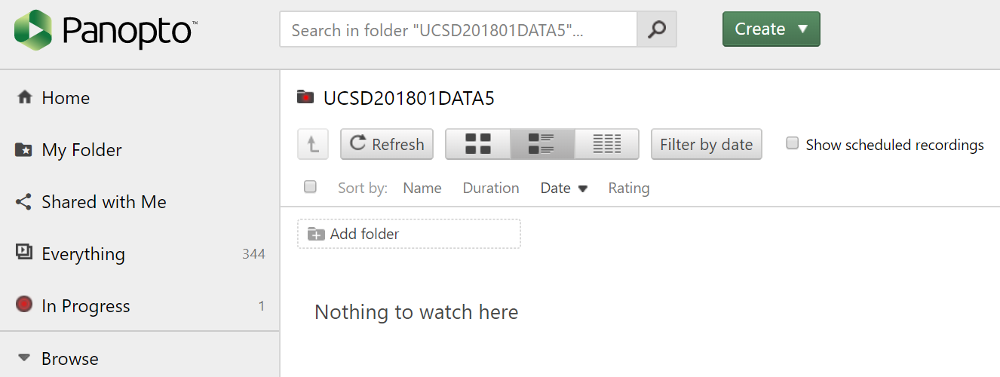 Panopto™
Search in folder "UCSD201801DATA5"...
Create
Home
My Folder
Shared with Me
Everything 344
In Progress 1
Browse
UCSD201801DATA5
Refresh
Filter by date
Show scheduled recordings
Sort by: Name Duration Date Rating
Add folder
Nothing to watch here